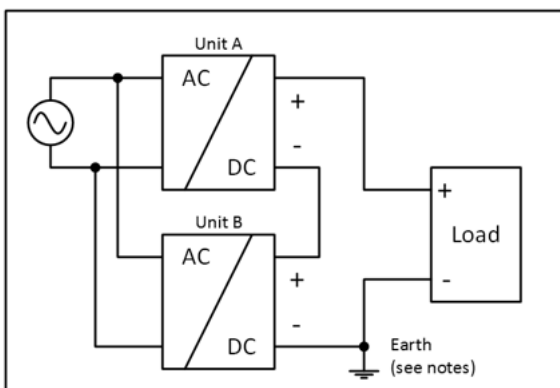 Unit A
AC
+
-
DC
+
Load
-
Unit B
AC
+
-
DC
Earth
(see notes)